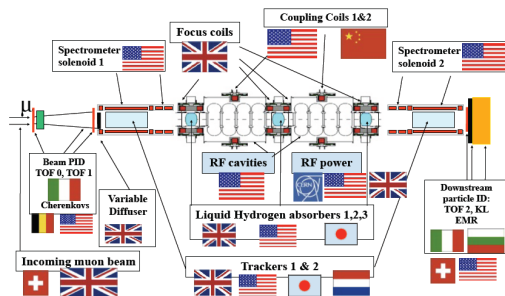 Coupling Coils 1&2
Focus coils
Spectrometer
solenoid 1
Spectrometer
solenoid 2
μ
RF cavities
RF power
CERN
Beam PID
TOF 0, TOF 1
Cherenkovs
Variable
Diffuser
Liquid Hydrogen absorbers 1,2,3
Downstream
particle ID:
TOF 2, KL
EMR
Incoming muon beam
Trackers 1 & 2